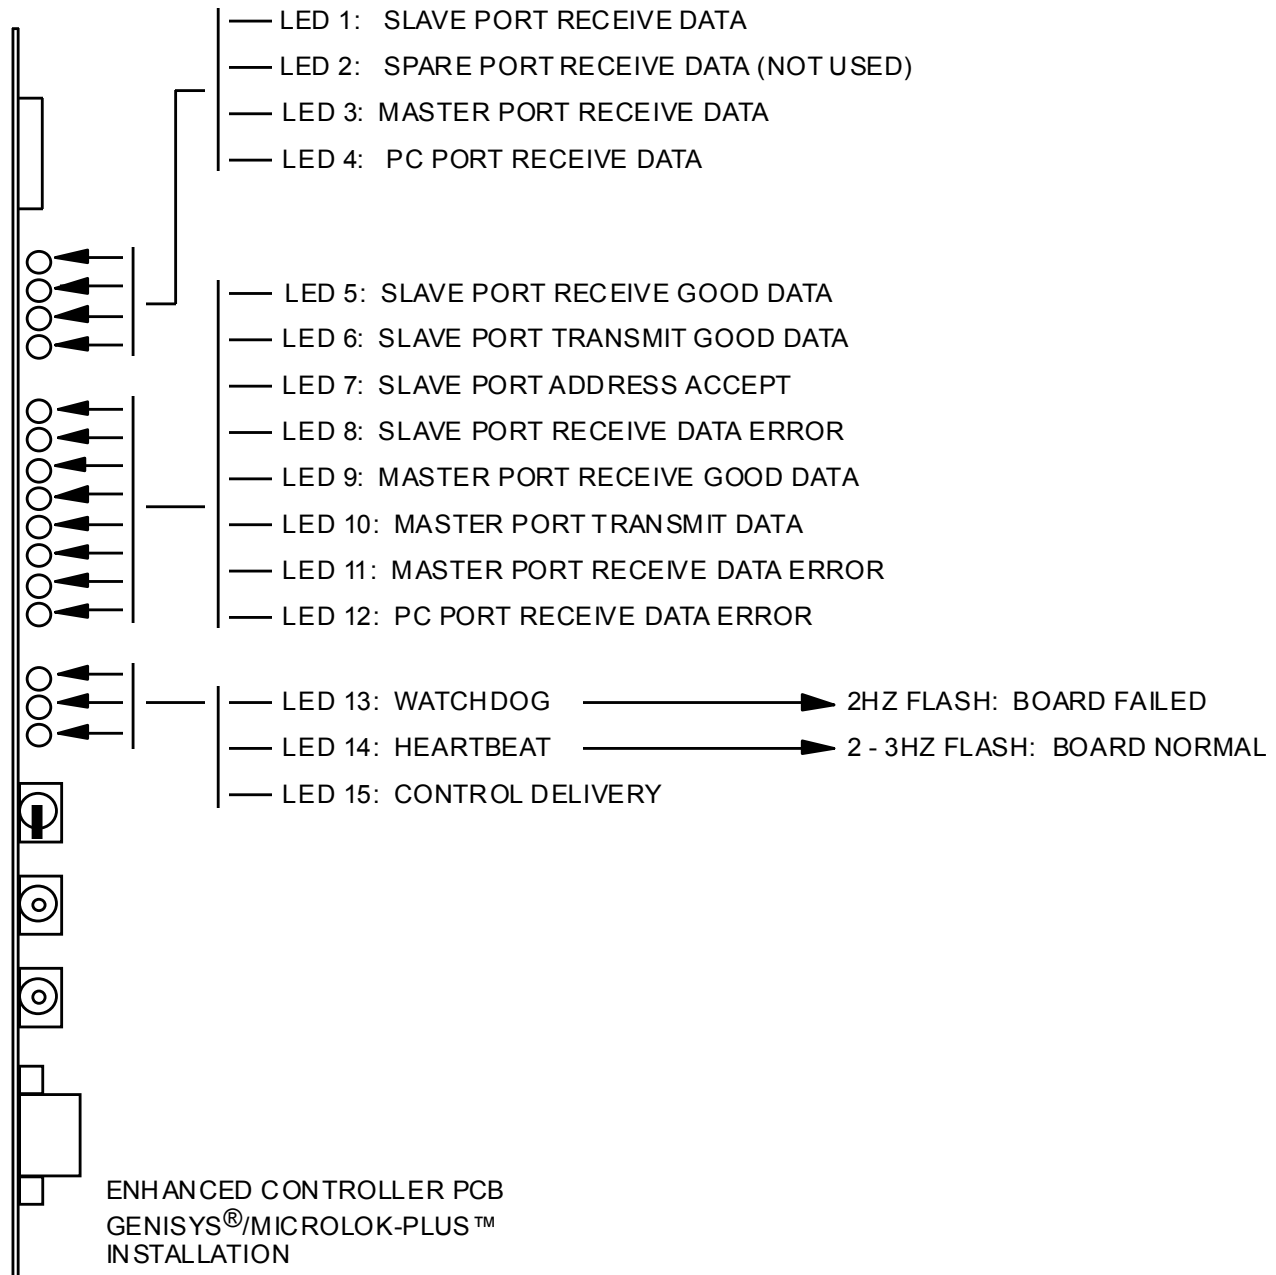 LED 1: SLAVE PORT RECEIVE DATA
LED 2: SPARE PORT RECEIVE DATA (NOT USED)
LED 3: MASTER PORT RECEIVE DATA
LED 4: PC PORT RECEIVE DATA
LED 5: SLAVE PORT RECEIVE GOOD DATA
LED 6: SLAVE PORT TRANSMIT GOOD DATA
LED 7: SLAVE PORT ADDRESS ACCEPT
LED 8: SLAVE PORT RECEIVE DATA ERROR
LED 9: MASTER PORT RECEIVE GOOD DATA
LED 10: MASTER PORT TRANSMIT DATA
LED 11: MASTER PORT RECEIVE DATA ERROR
LED 12: PC PORT RECEIVE DATA ERROR
LED 13: WATCHDOG 2HZ FLASH: BOARD FAILED
LED 14: HEARTBEAT 2 - 3HZ FLASH: BOARD NORMAL
LED 15: CONTROL DELIVERY
ENHANCED CONTROLLER PCB
GENISYS®/MICROLOK-PLUS™
INSTALLATION